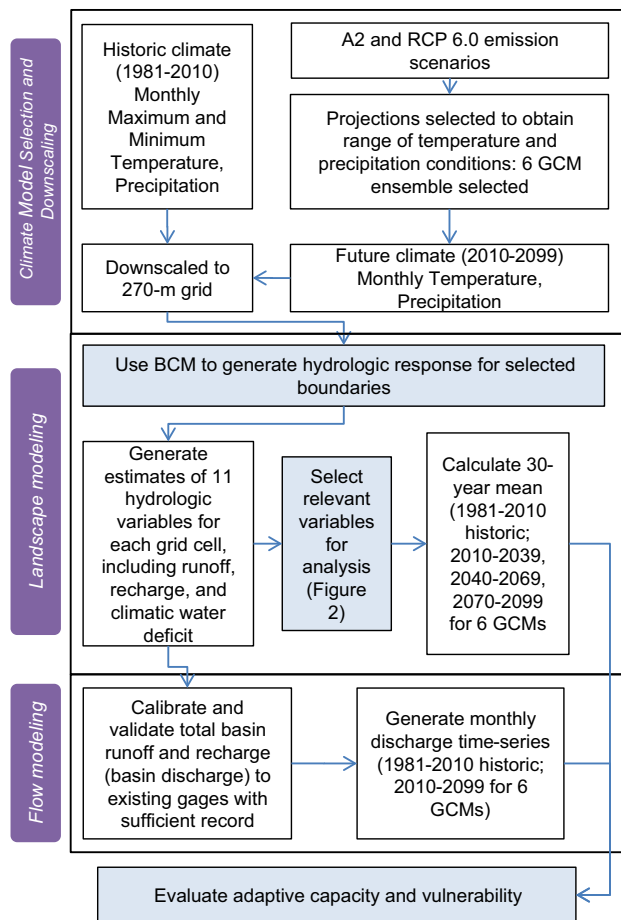 Climate Model Selection and
Downscaling
Historic climate
(1981-2010)
Monthly
Maximum and
Minimum
Temperature,
Precipitation
A2 and RCP 6.0 emission
scenarios
Projections selected to obtain
range of temperature and
precipitation conditions: 6 GCM
ensemble selected
Downscaled to
270-m grid
Future climate (2010-2099)
Monthly Temperature,
Precipitation
Landscape modeling
Use BCM to generate hydrologic response for selected
boundaries
Generate
estimates of 11
hydrologic
variables for
each grid cell,
including runoff,
recharge, and
climatic water
deficit
Select
relevant
variables
for
analysis
(Figure
2)
Calculate 30-
year mean
(1981-2010
historic;
2010-2039,
2040-2069,
2070-2099
for 6 GCMs
Flow modeling
Calibrate and
validate total basin
runoff and recharge
(basin discharge) to
existing gages with
sufficient record
Generate monthly
discharge time-series
(1981-2010 historic;
2010-2099 for 6
GCMs)
Evaluate adaptive capacity and vulnerability